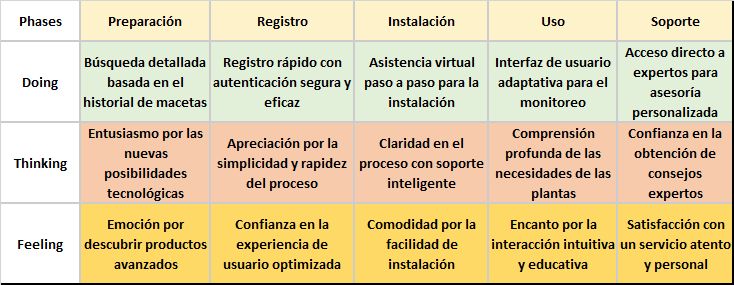 Phases Preparación Registro Instalación Uso Soporte
Doing
Búsqueda detallada
basada en el
historial de macetas
Registro rápido con
autenticación segura y
eficaz
Asistencia virtual
paso a paso para la
instalación
Interfaz de usuario
adaptativa para el
monitoreo
Acceso directo a
expertos para
asesoría
personalizada
Thinking
Entusiasmo por las
nuevas
posibilidades
tecnológicas
Apreciación por la
simplicidad y rapidez
del proceso
Claridad en el
proceso con soporte
inteligente
Comprensión
profunda de las
necesidades de las
plantas
Confianza en la
obtención de
consejos
expertos
Feeling
Emoción por
descubrir productos
avanzados
Confianza en la
experiencia de
usuario optimizada
Comodidad por la
facilidad de
instalación
Encanto por la
interacción intuitiva
y educativa
Satisfacción con
un servicio atento
y personal